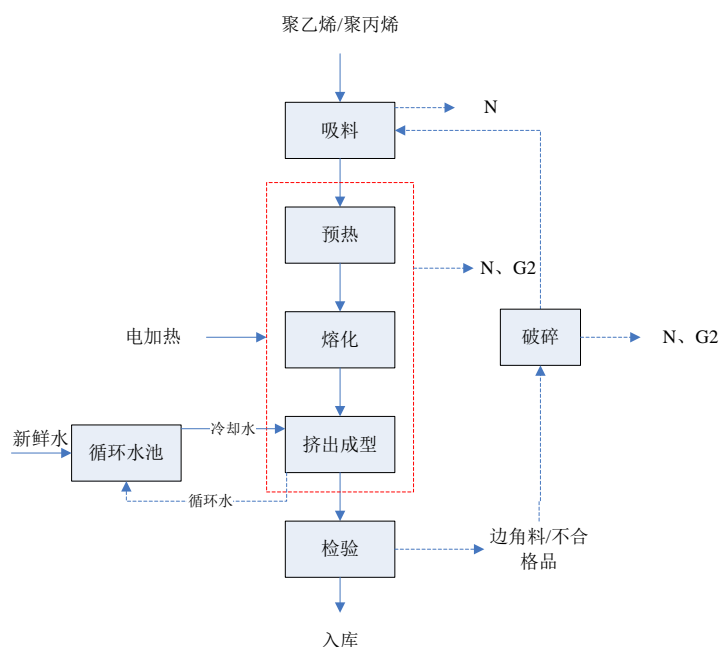 聚乙烯/聚丙烯
吸料
N
预热
N、G2
电加热
熔化
破碎
N、G2
新鲜水
循环水池
冷却水
挤出成型
循环水
检验
边角料/不合
格品
入库